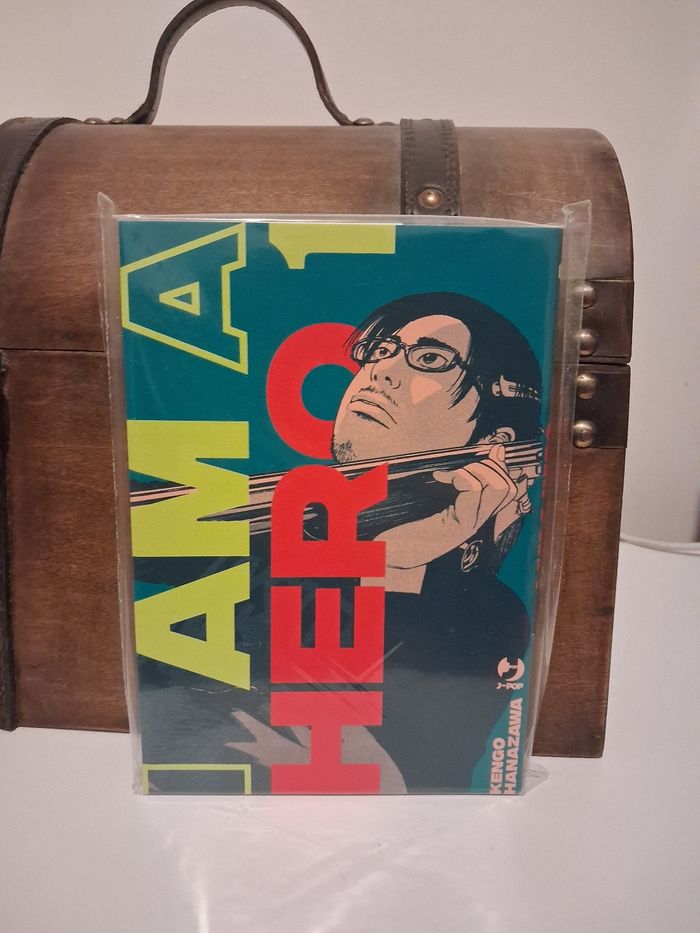 I AM A
HERO 1
J-POP
KENGO
HANAZAWA